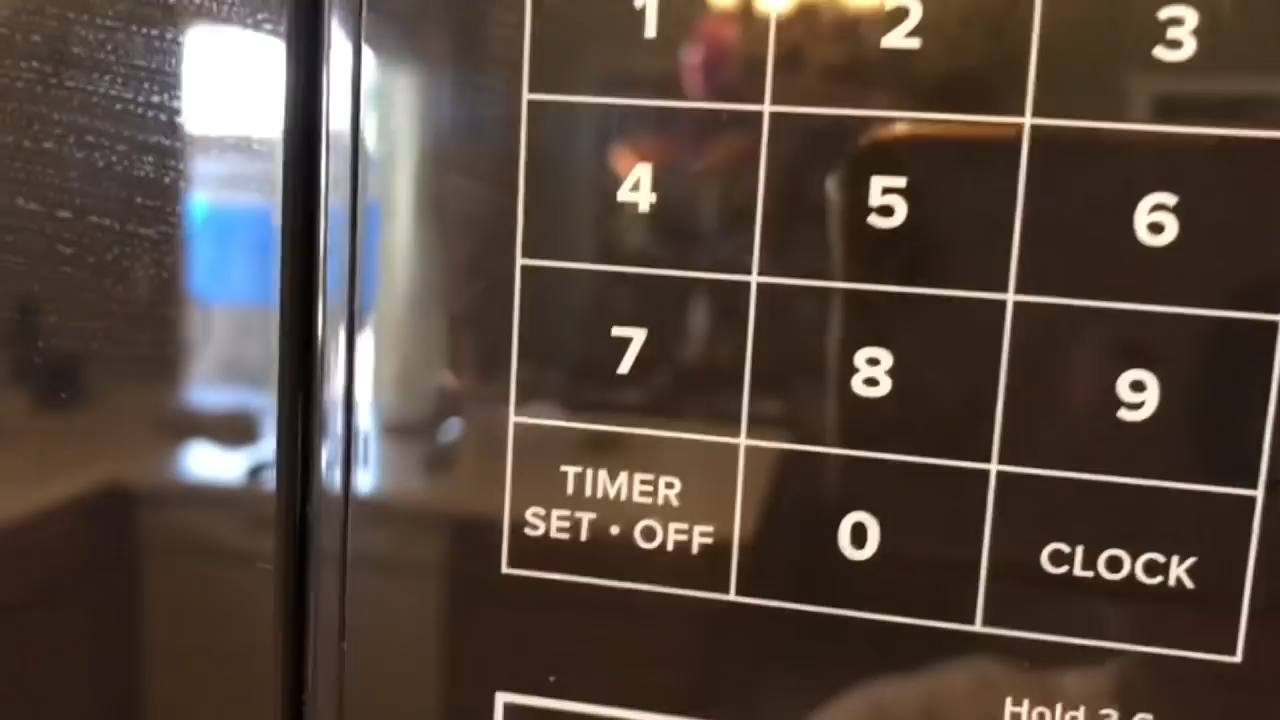 1 2 3
4 5 6
7 8 9
TIMER
SET • OFF 0 CLOCK
Hold 3